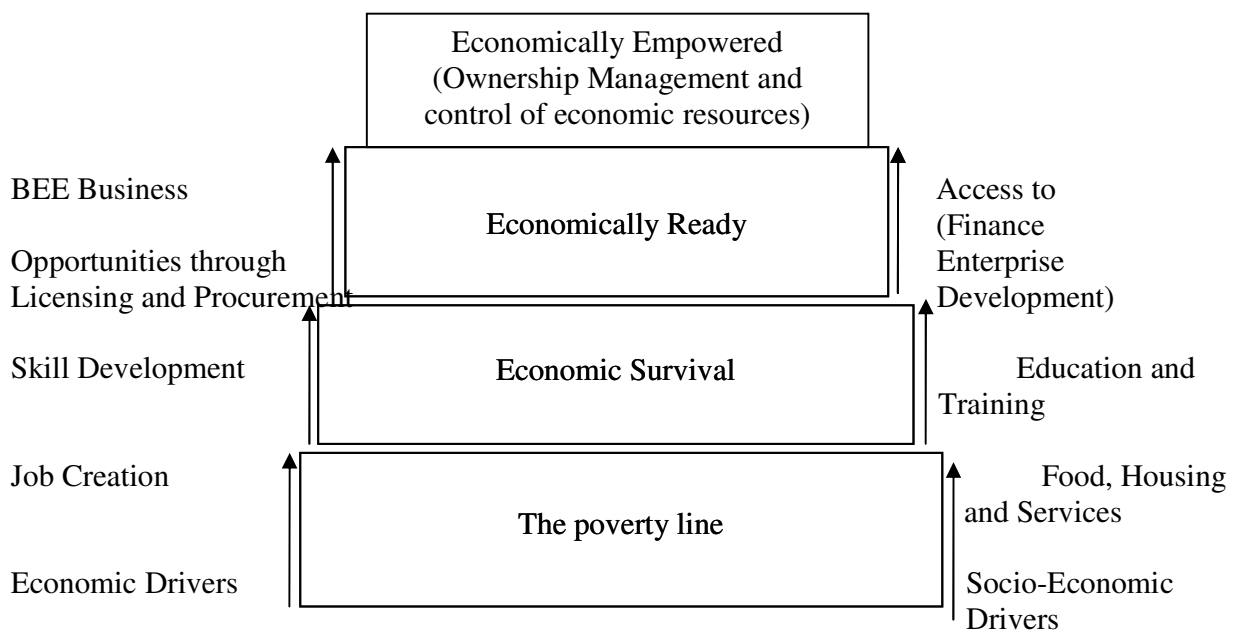 Economically Empowered
(Ownership Management and
control of economic resources)
BEE Business
Opportunities through
Licensing and Procurement
Economically Ready
Access to
(Finance
Enterprise
Development)
Skill Development
Economic Survival
Education and
Training
Job Creation
The poverty line
Food, Housing
and Services
Economic Drivers
Socio-Economic
Drivers